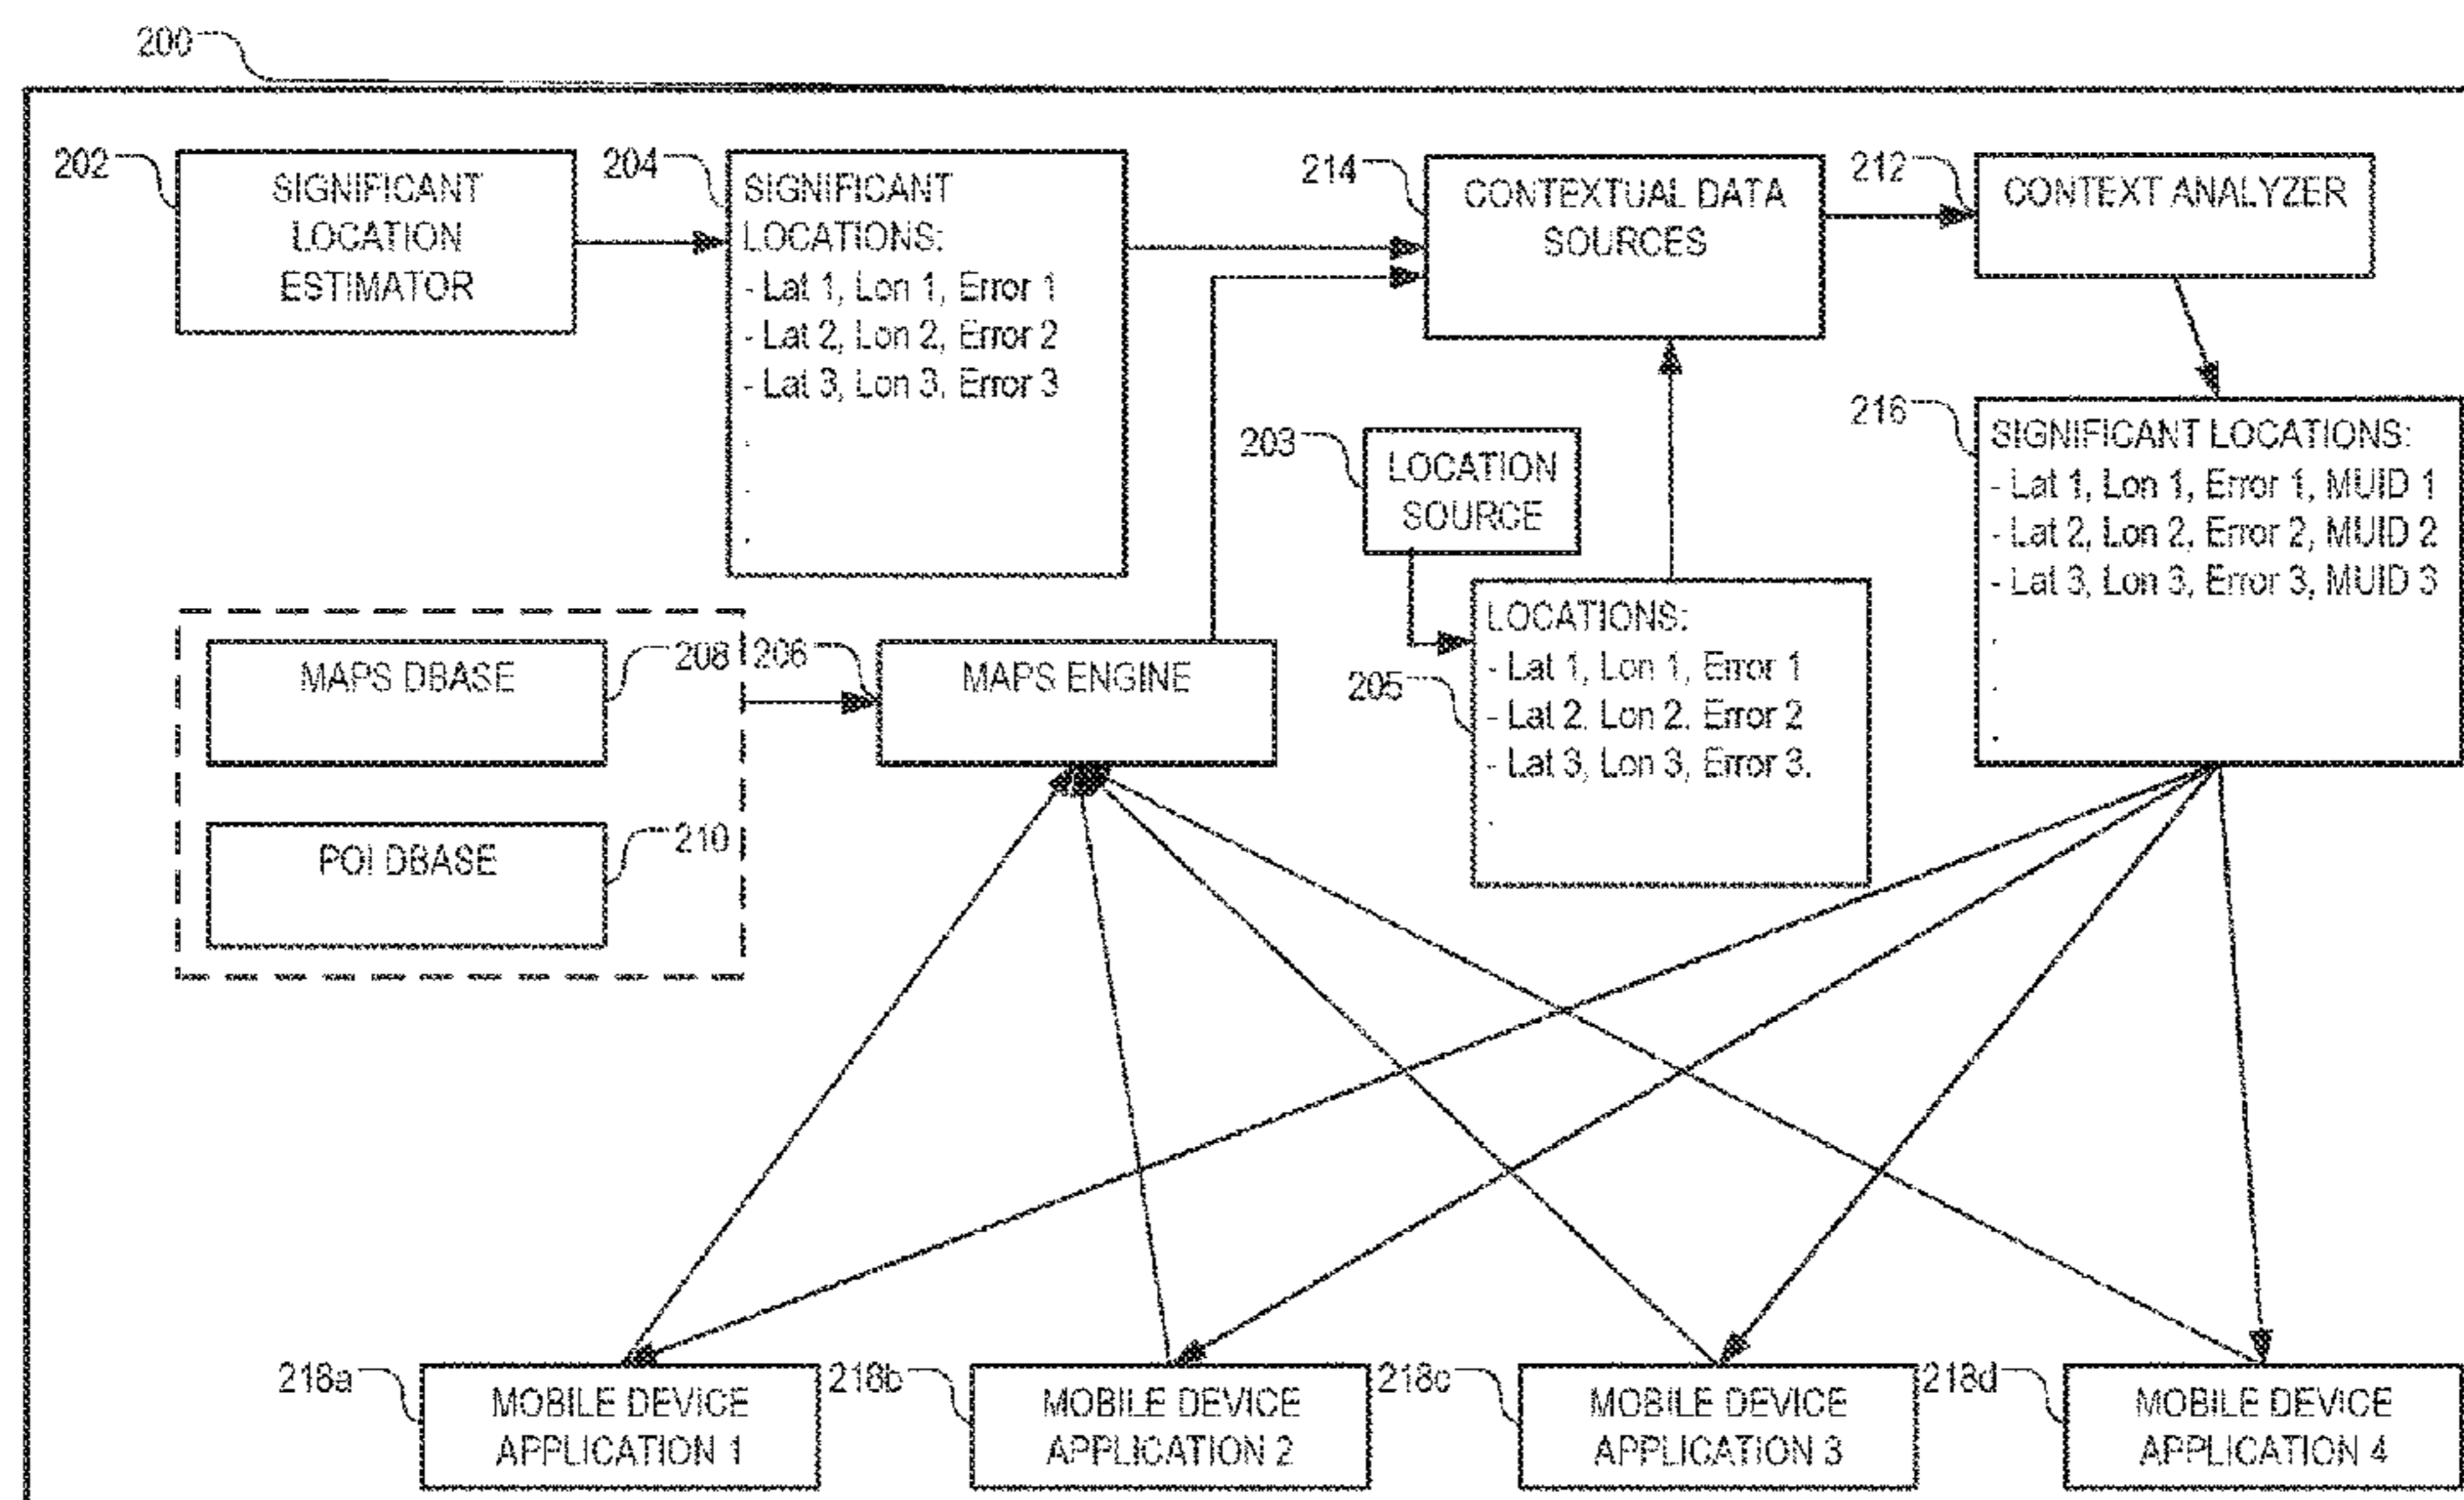 200
202
SIGNIFICANT
LOCATION
ESTIMATOR
204
SIGNIFICANT
LOCATIONS:
- Lat 1, Lon 1, Error 1
- Lat 2, Lon 2, Error 2
- Lat 3, Lon 3, Error 3
.
.
.
214
CONTEXTUAL DATA
SOURCES
212
CONTEXT ANALYZER
203
LOCATION
SOURCE
216
SIGNIFICANT LOCATIONS:
- Lat 1, Lon 1, Error 1, MUID 1
- Lat 2, Lon 2, Error 2, MUID 2
- Lat 3, Lon 3, Error 3, MUID 3
.
.
.
MAPS DBASE
208
206
MAPS ENGINE
205
LOCATIONS:
- Lat 1, Lon 1, Error 1
- Lat 2, Lon 2, Error 2
- Lat 3, Lon 3, Error 3.
.
POI DBASE
210
218a
MOBILE DEVICE
APPLICATION 1
218b
MOBILE DEVICE
APPLICATION 2
218c
MOBILE DEVICE
APPLICATION 3
218d
MOBILE DEVICE
APPLICATION 4